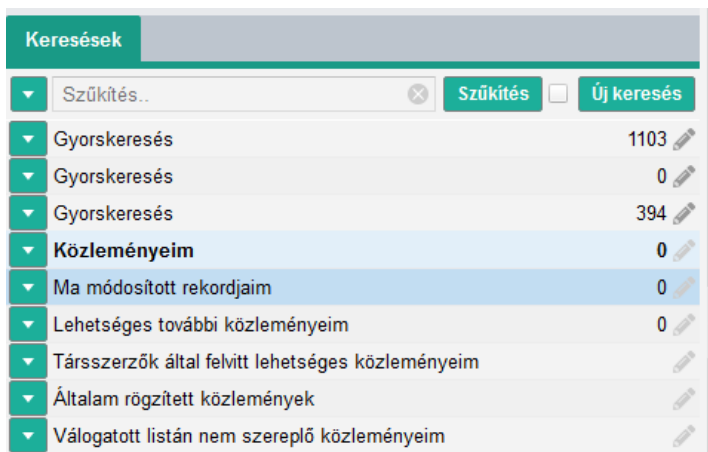 Keresések
Szűkítés.. Szűkítés Új keresés
Gyorskeresés 1103
Gyorskeresés 0
Gyorskeresés 394
Közleményeim 0
Ma módosított rekordjaim 0
Lehetséges további közleményeim 0
Társszerzők által felvitt lehetséges közleményeim
Általam rögzített közlemények
Válogatott listán nem szereplő közleményeim